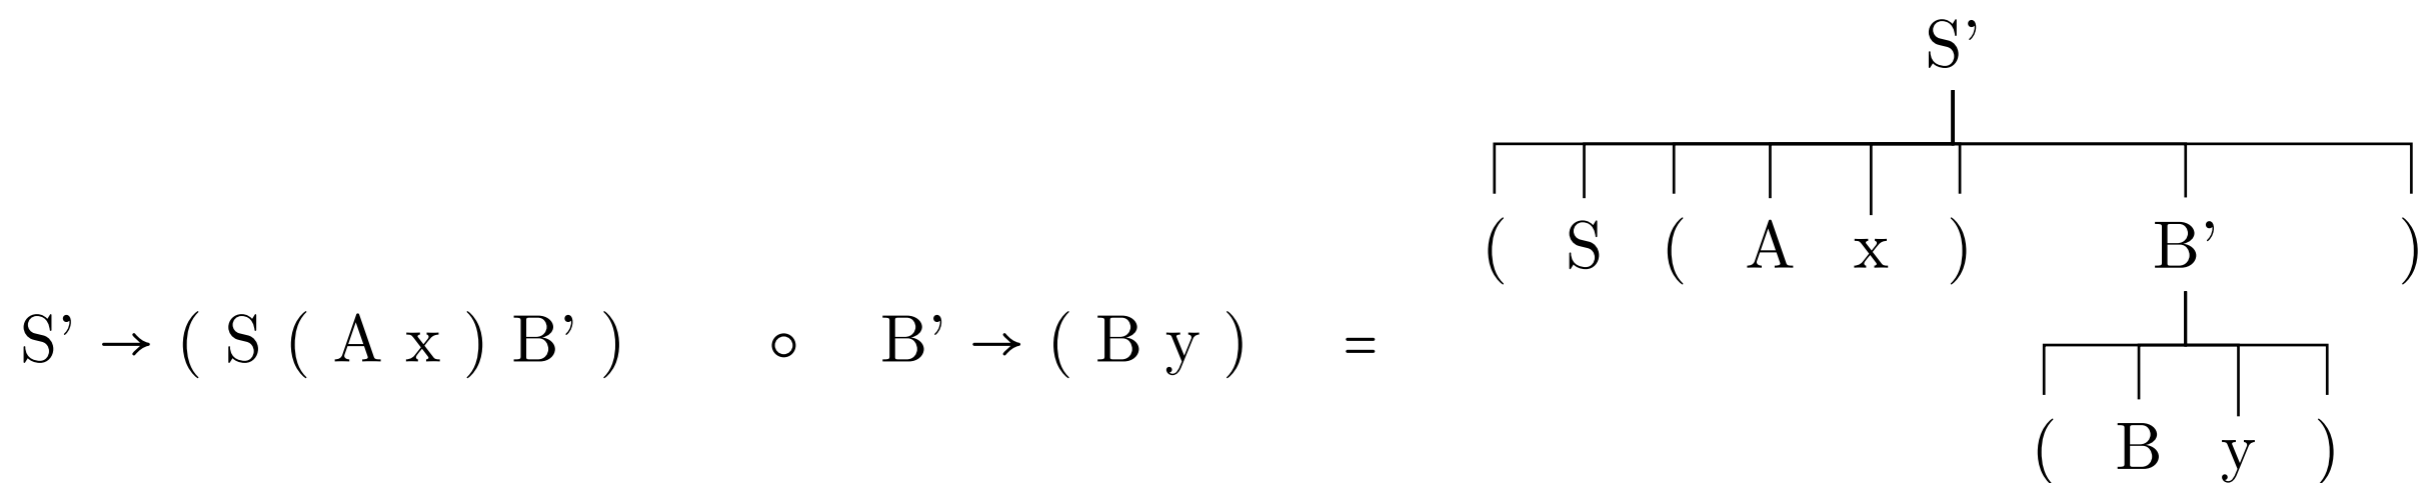 S'
( S ( A x ) B' )
S' → ( S ( A x ) B' ) ∘ B' → ( B y ) =
( B y )